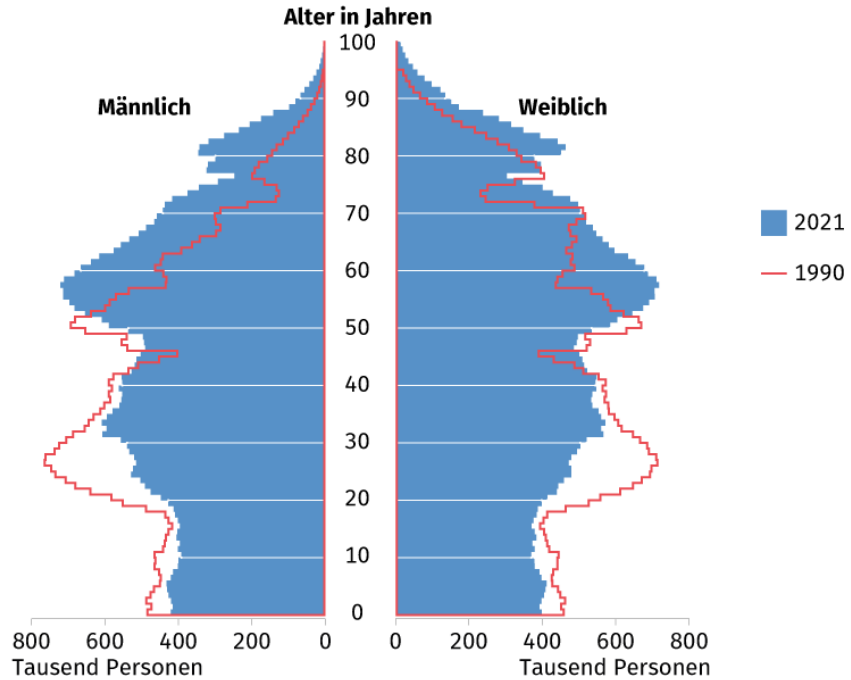 Alter in Jahren
Männlich
Weiblich
100
90
80
70
60
50
40
30
20
10
0
2021
1990
800 600 400 200 0
0 200 400 600 800
Tausend Personen
Tausend Personen